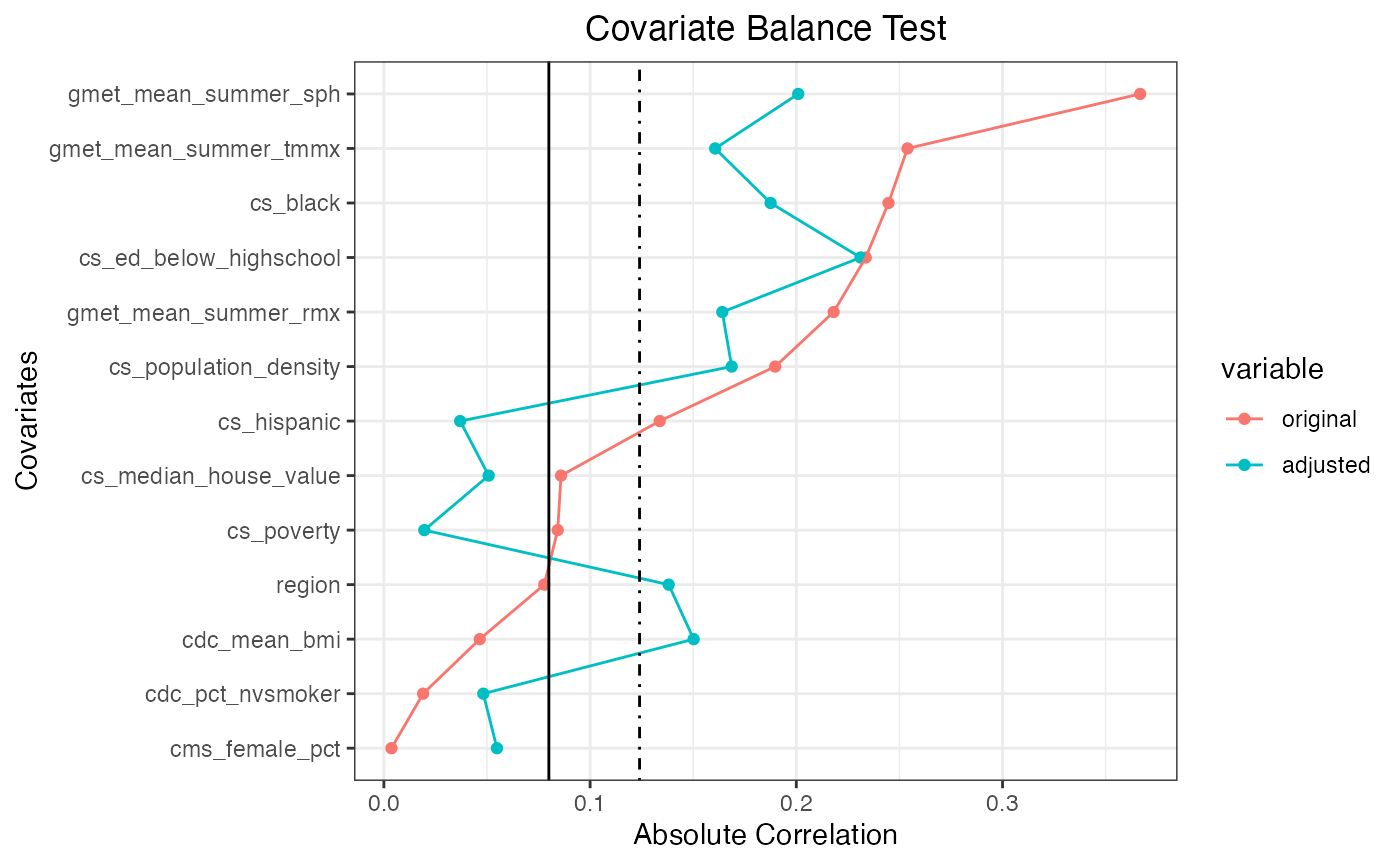 Covariate Balance Test
Covariates
gmet_mean_summer_sph
gmet_mean_summer_tmmx
cs_black
cs_ed_below_highschool
gmet_mean_summer_rmx
cs_population_density
cs_hispanic
cs_median_house_value
cs_poverty
region
cdc_mean_bmi
cdc_pct_nvsmoker
cms_female_pct
0.0 0.1 0.2 0.3
Absolute Correlation
variable
original
adjusted